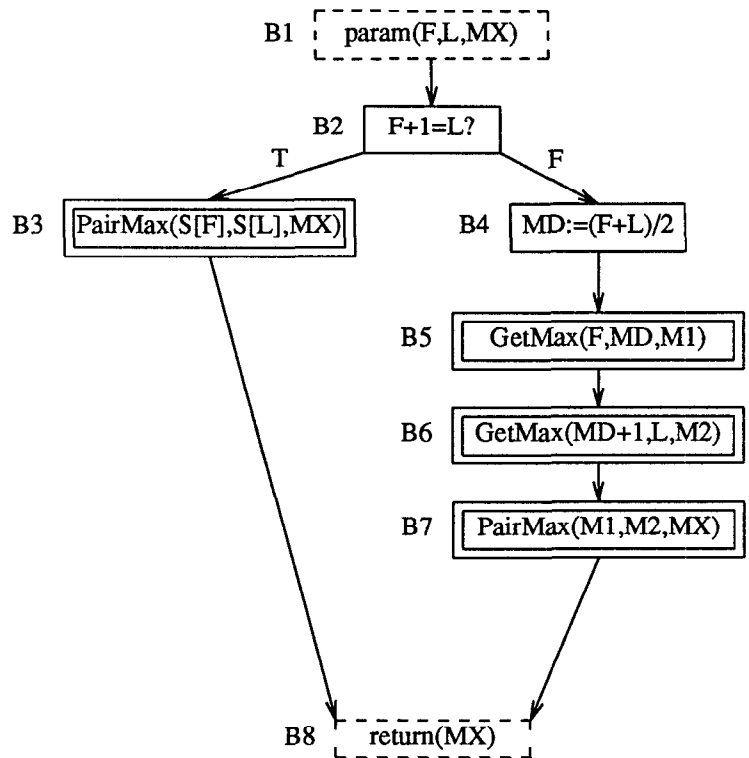 B1 param(F,L,MX)
B2 F+1=L?
T F
B3 PairMax(S[F],S[L],MX)
B4 MD:=(F+L)/2
B5 GetMax(F,MD,M1)
B6 GetMax(MD+1,L,M2)
B7 PairMax(M1,M2,MX)
B8 return(MX)